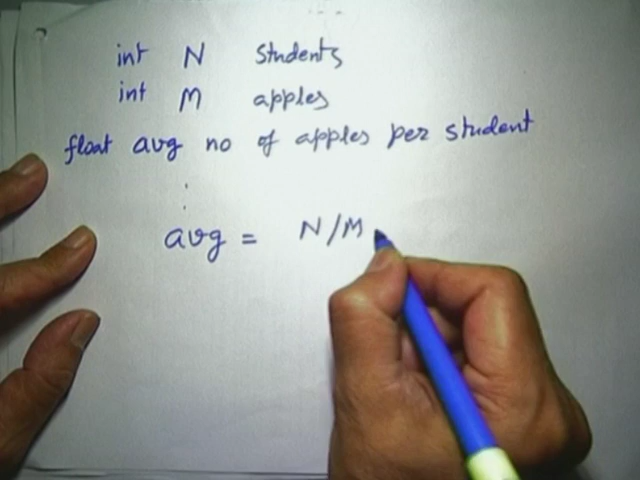 int N students
int M apples
float avg no of apples per student
:
avg = N/M